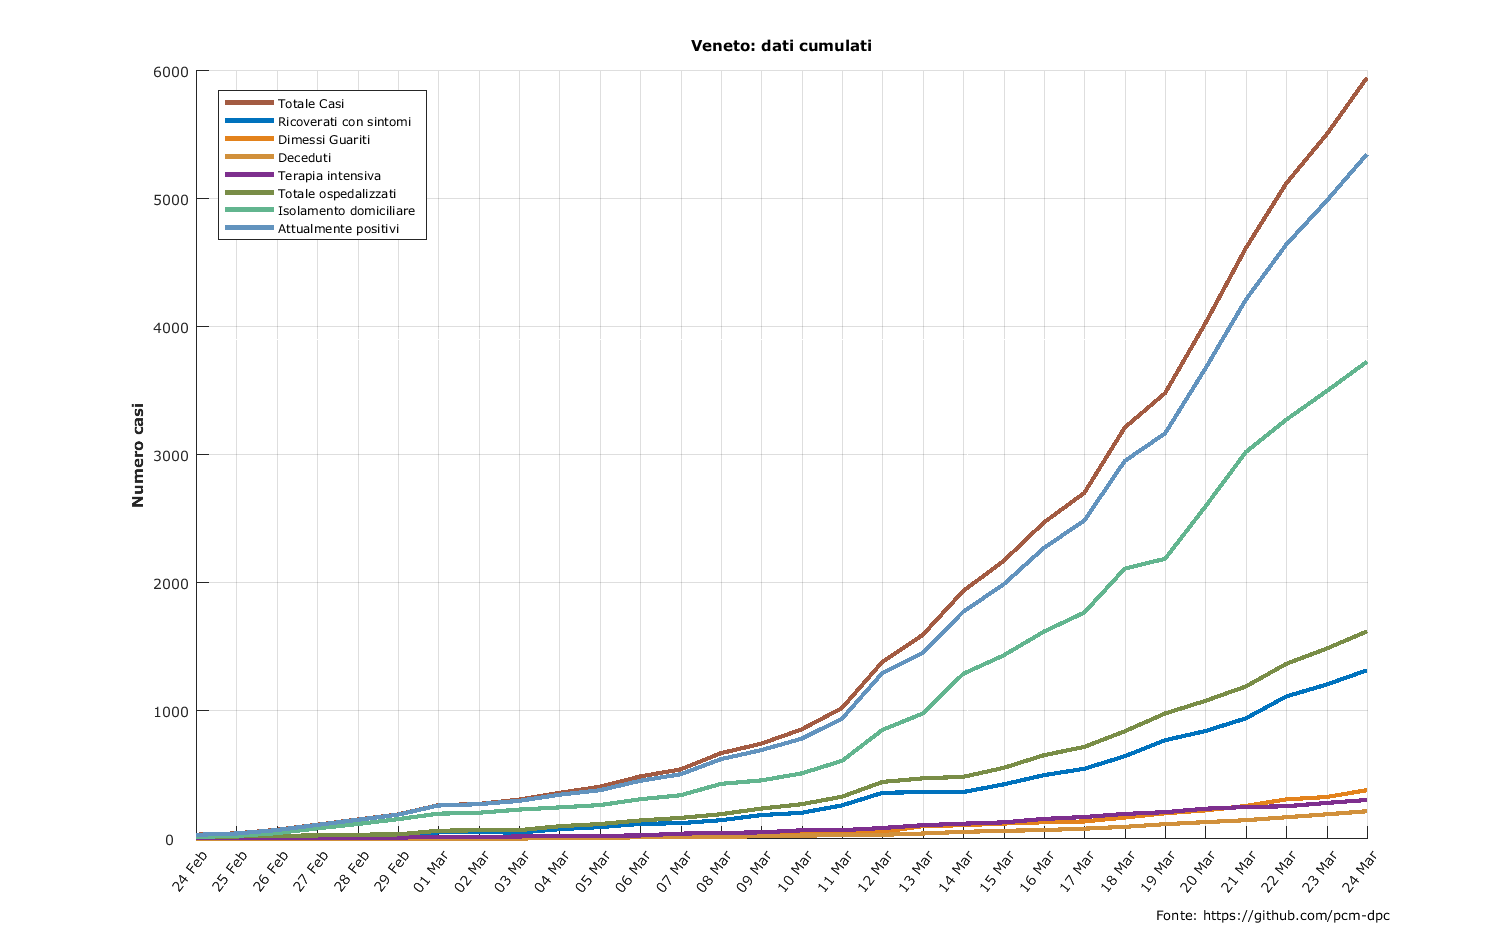 Veneto: dati cumulati
6000
5000
4000
3000
2000
1000
0
Numero casi
Totale Casi
Ricoverati con sintomi
Dimessi Guariti
Deceduti
Terapia intensiva
Totale ospedalizzati
Isolamento domiciliare
Attualmente positivi
24 Feb
25 Feb
26 Feb
27 Feb
28 Feb
29 Feb
01 Mar
02 Mar
03 Mar
04 Mar
05 Mar
06 Mar
07 Mar
08 Mar
09 Mar
10 Mar
11 Mar
12 Mar
13 Mar
14 Mar
15 Mar
16 Mar
17 Mar
18 Mar
19 Mar
20 Mar
21 Mar
22 Mar
23 Mar
24 Mar
Fonte: https://github.com/pcm-dpc